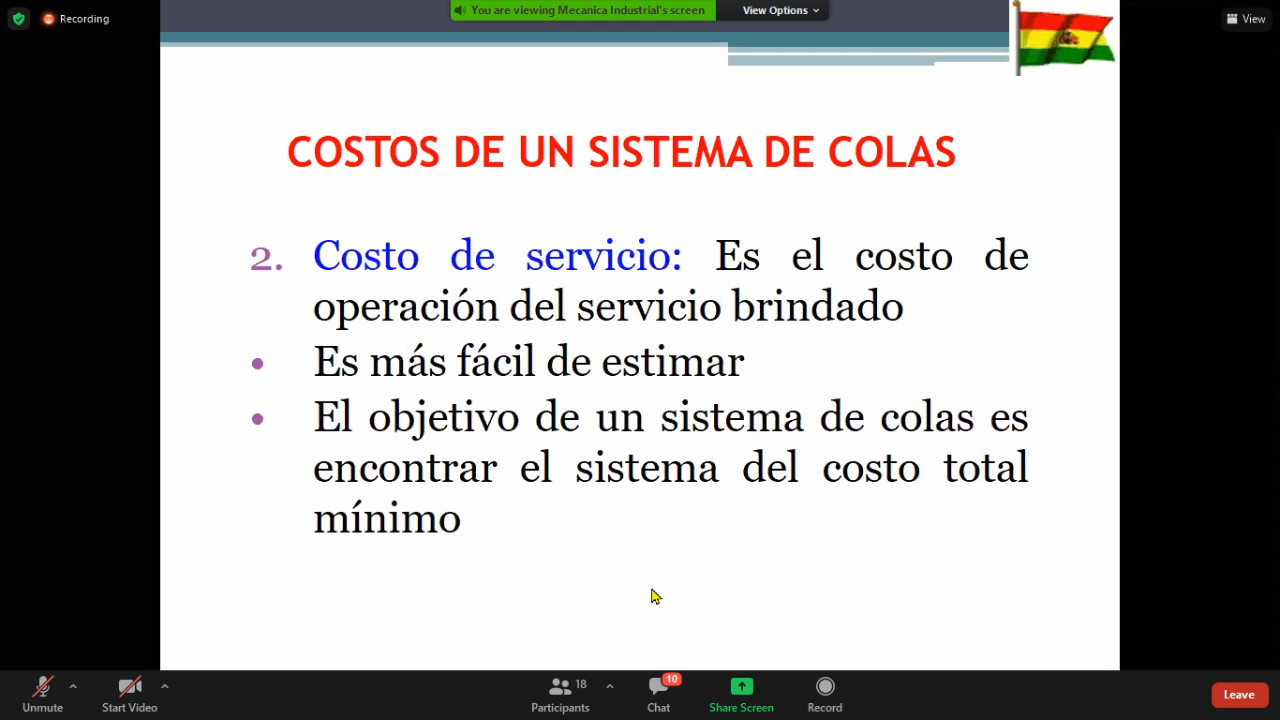 Recording
You are viewing Mecanica Industrial's screen
View Options
View
COSTOS DE UN SISTEMA DE COLAS
2. Costo de servicio: Es el costo de
operación del servicio brindado
• Es más fácil de estimar
• El objetivo de un sistema de colas es
encontrar el sistema del costo total
mínimo
Unmute
Start Video
18
Participants
10
Chat
Share Screen
Record
Leave